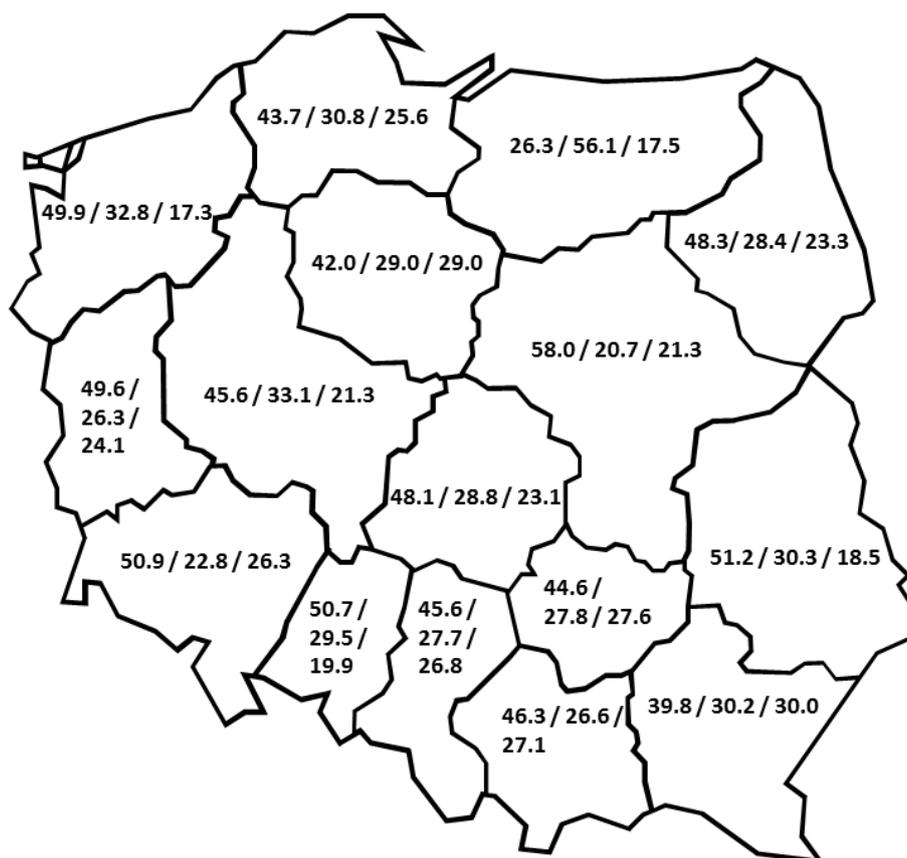 43.7 / 30.8 / 25.6
26.3 / 56.1 / 17.5
49.9 / 32.8 / 17.3
48.3/ 28.4 / 23.3
42.0 / 29.0 / 29.0
58.0 / 20.7 / 21.3
49.6 /
26.3 /
24.1
45.6 / 33.1 / 21.3
48.1 / 28.8 / 23.1
50.9 / 22.8 / 26.3
51.2 / 30.3 / 18.5
50.7 /
29.5 /
19.9
45.6 /
27.7 /
26.8
44.6 /
27.8 / 27.6
46.3 / 26.6 /
27.1
39.8 / 30.2 / 30.0